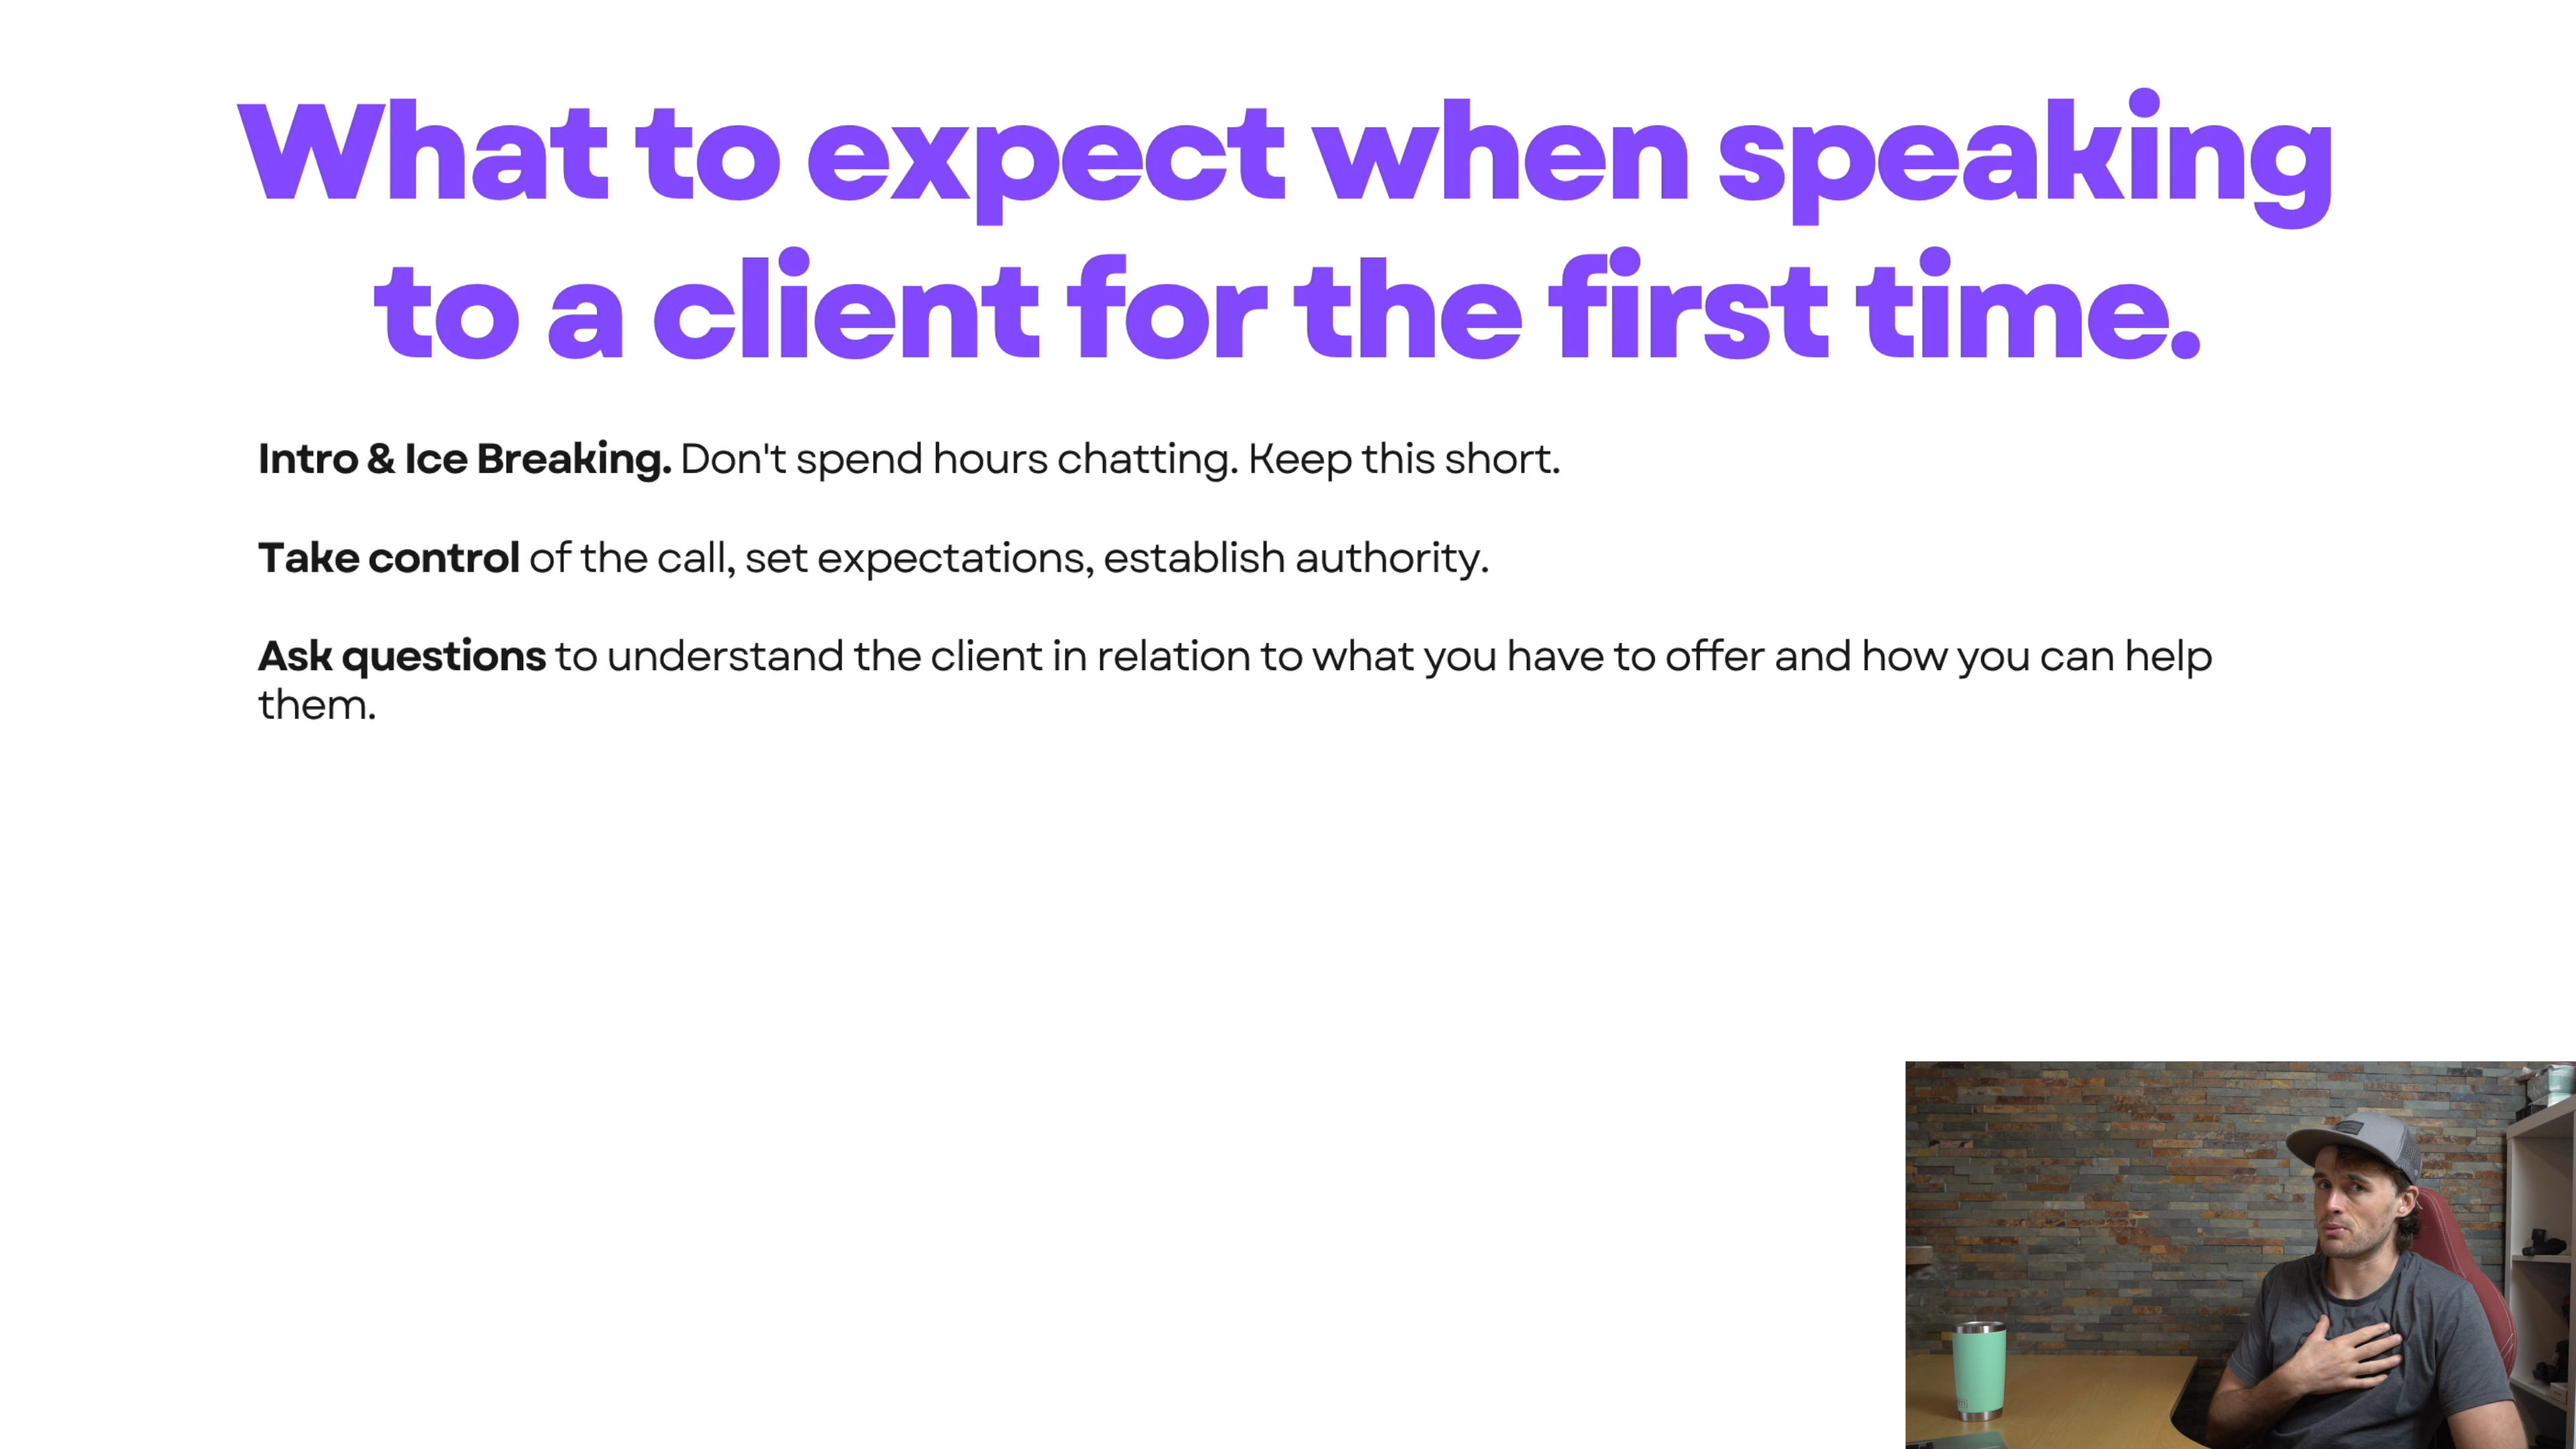 What to expect when speaking
to a client for the first time.
Intro & Ice Breaking. Don't spend hours chatting. Keep this short.
Take control of the call, set expectations, establish authority.
Ask questions to understand the client in relation to what you have to offer and how you can help
them.